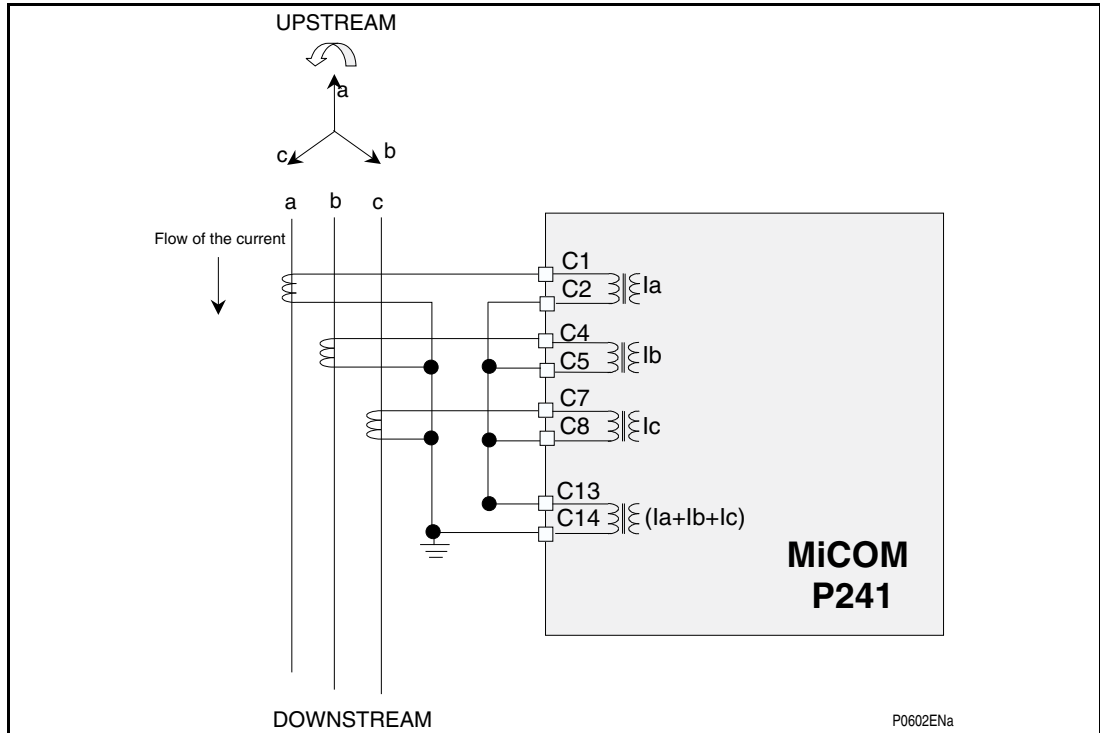 UPSTREAM
a
c
b
a b c
Flow of the current
C1
C2
Ia
C4
C5
Ib
C7
C8
Ic
C13
C14
(Ia+Ib+Ic)
MiCOM
P241
DOWNSTREAM
P0602ENa